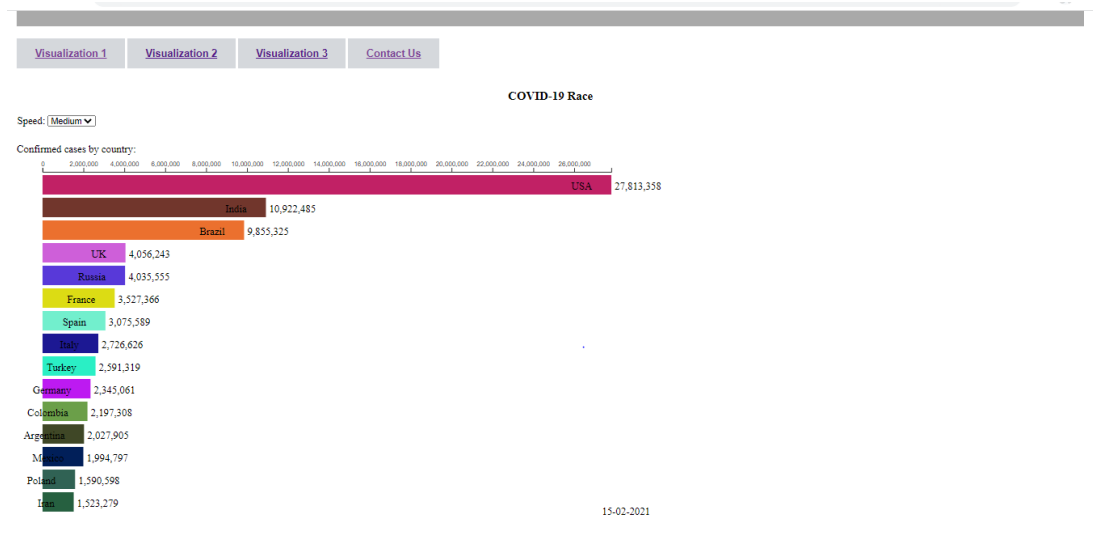 Visualization 1 Visualization 2 Visualization 3 Contact Us
COVID-19 Race
Speed: Medium
Confirmed cases by country:
0 2,000,000 4,000,000 6,000,000 8,000,000 10,000,000 12,000,000 14,000,000 16,000,000 18,000,000 20,000,000 22,000,000 24,000,000 26,000,000
USA 27,813,358
India 10,922,485
Brazil 9,855,325
UK 4,056,243
Russia 4,035,555
France 3,527,366
Spain 3,075,589
Italy 2,726,626
Turkey 2,591,319
Germany 2,345,061
Colombia 2,197,308
Argentina 2,027,905
Mexico 1,994,797
Poland 1,590,598
Iran 1,523,279
15-02-2021